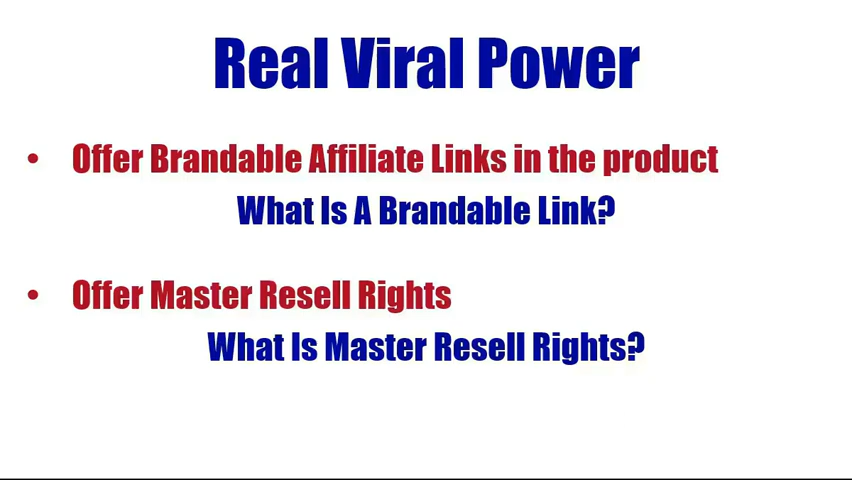 Real Viral Power
• Offer Brandable Affiliate Links in the product
What Is A Brandable Link?
• Offer Master Resell Rights
What Is Master Resell Rights?